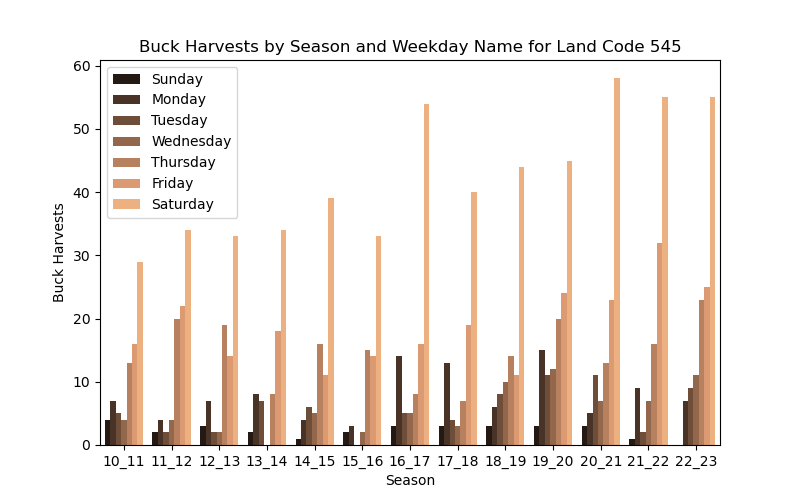 Buck Harvests by Season and Weekday Name for Land Code 545
60
50
40
30
20
10
0
Buck Harvests
Sunday
Monday
Tuesday
Wednesday
Thursday
Friday
Saturday
10_11 11_12 12_13 13_14 14_15 15_16 16_17 17_18 18_19 19_20 20_21 21_22 22_23
Season